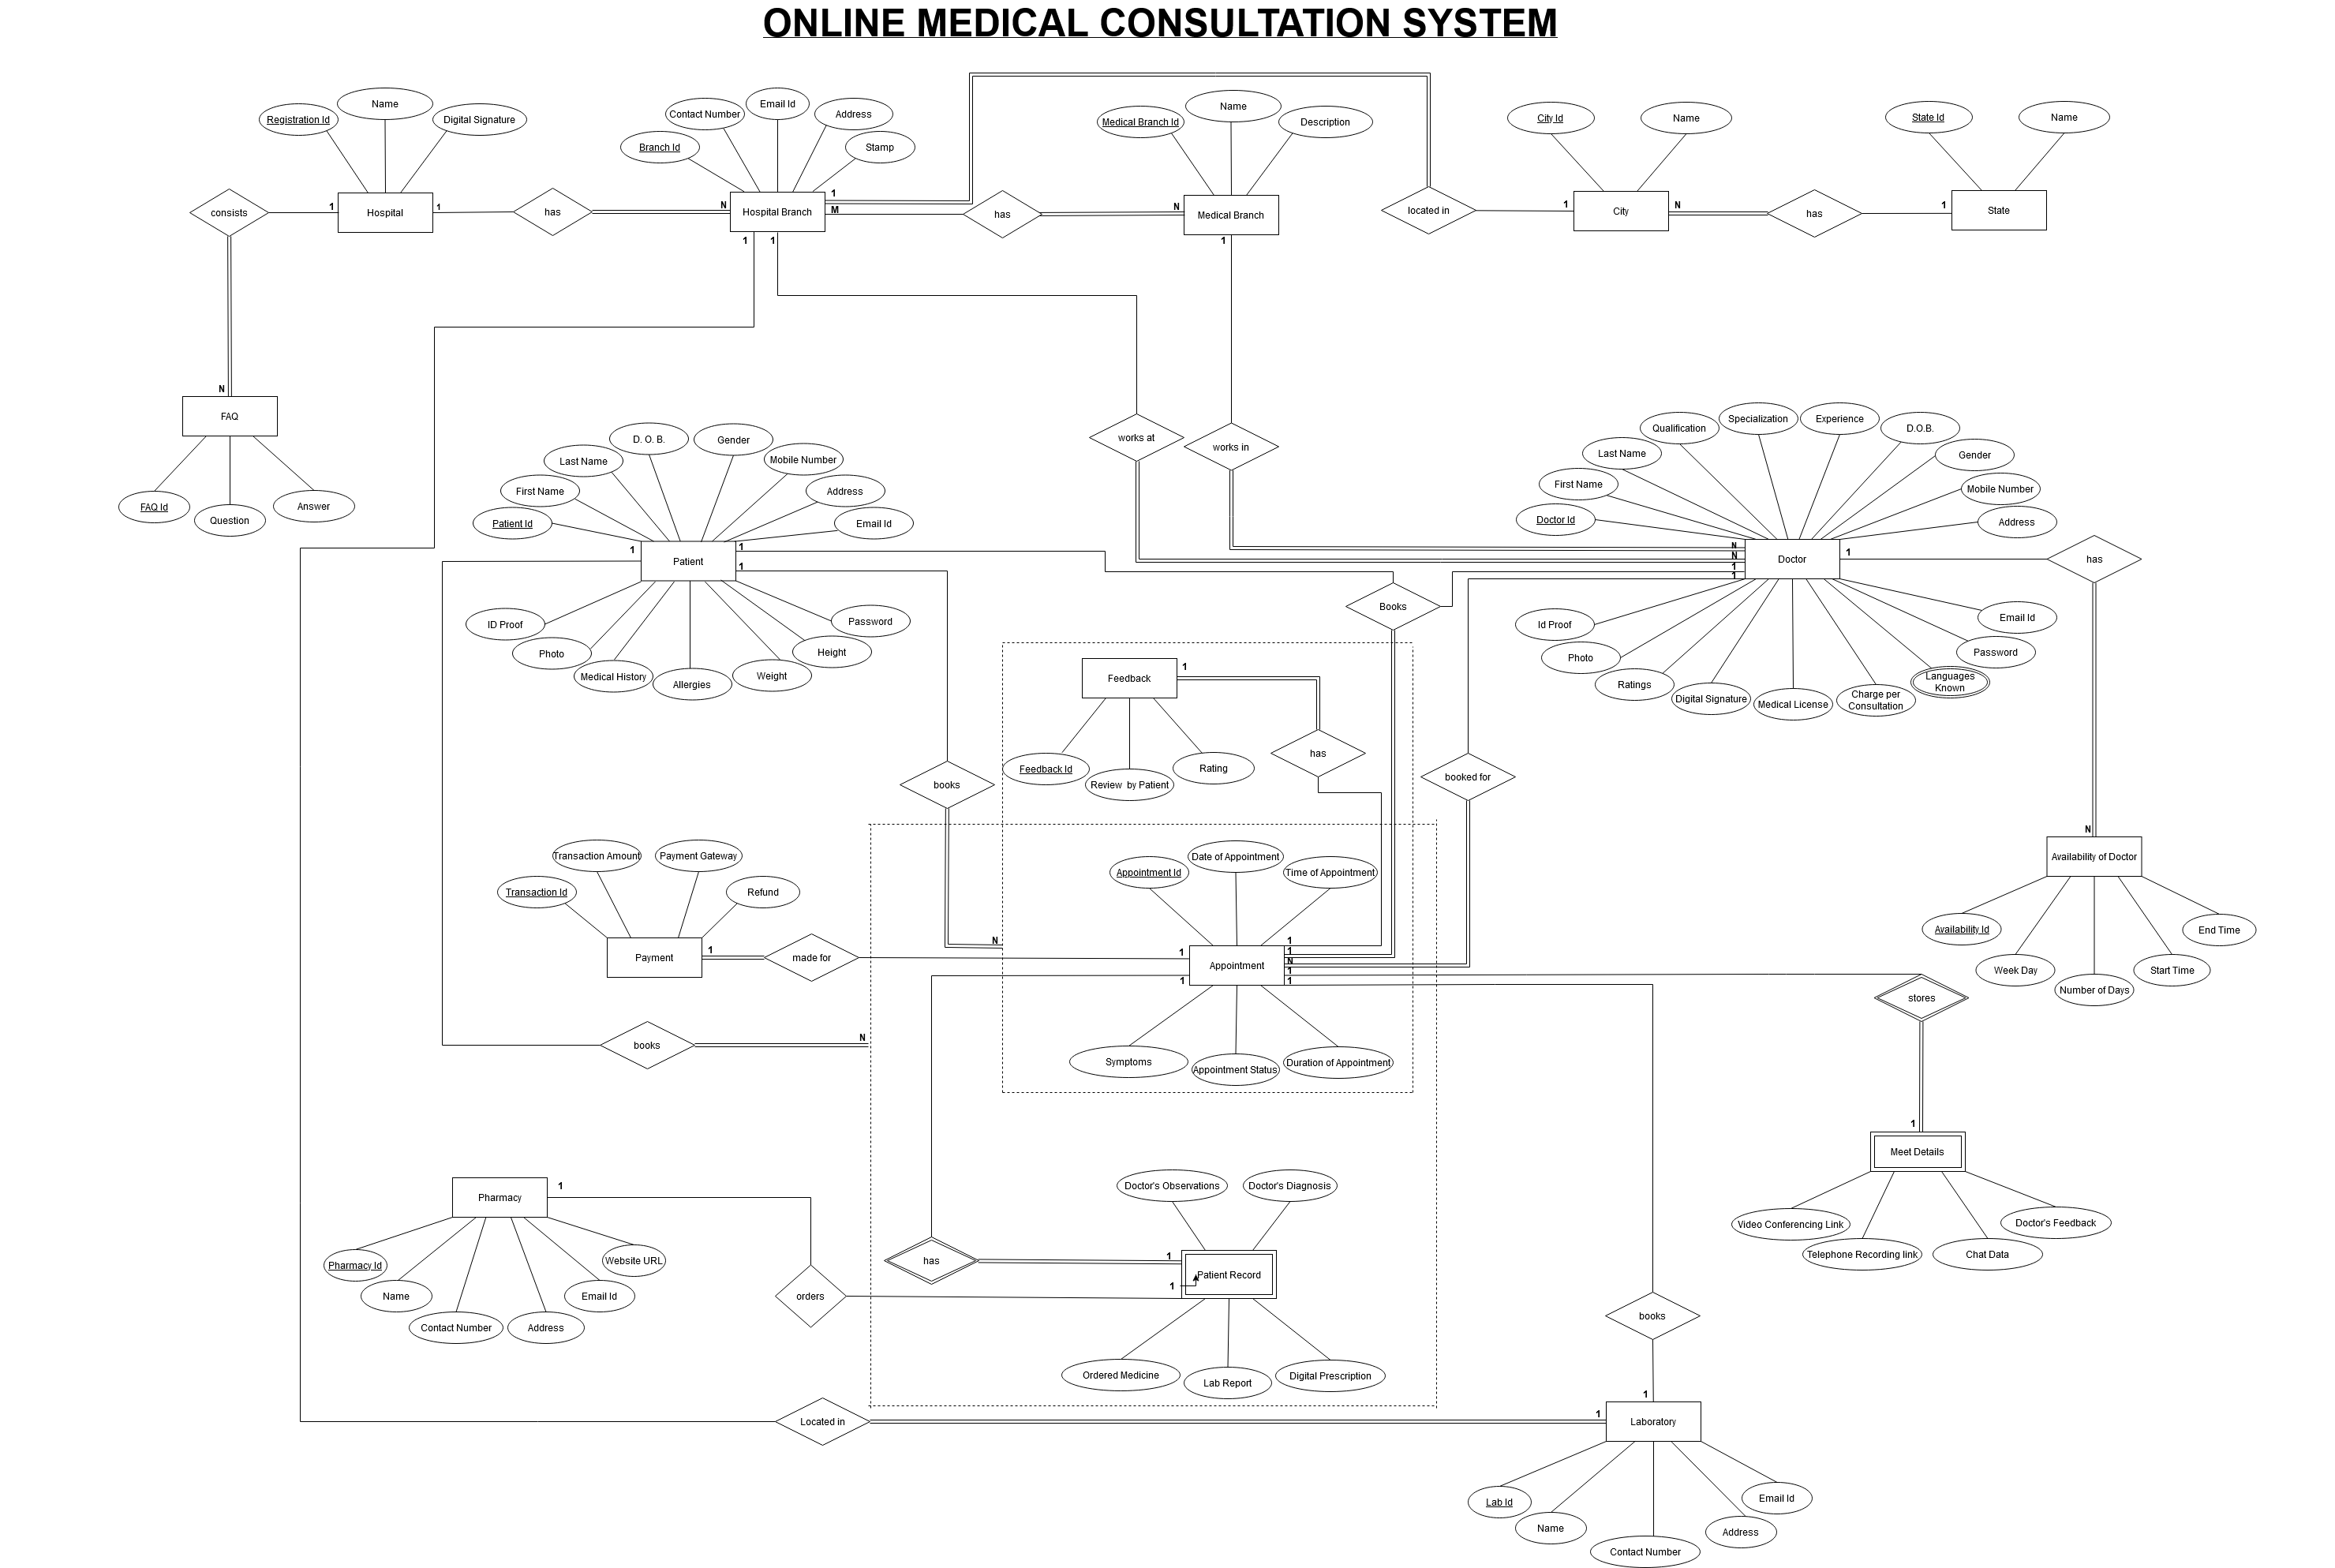 ONLINE MEDICAL CONSULTATION SYSTEM
Registration Id
Name
Digital Signature
Contact Number
Email Id
Address
Branch Id
Stamp
Medical Branch Id
Name
Description
City Id
Name
State Id
Name
consists
1
Hospital
1
has
N
Hospital Branch
1
M
has
N
Medical Branch
located in
1
City
N
has
1
State
1
1
1
N
FAQ
FAQ Id
Question
Answer
works at
works in
D. O. B.
Gender
Last Name
Mobile Number
First Name
Address
Patient Id
Email Id
1
Patient
1
1
ID Proof
Photo
Medical History
Allergies
Weight
Height
Password
Qualification
Specialization
Experience
D.O.B.
Last Name
Gender
First Name
Mobile Number
Doctor Id
Address
N
N
1
1
Doctor
1
has
Id Proof
Photo
Ratings
Digital Signature
Medical License
Charge per
Consultation
Languages
Known
Password
Email Id
Books
Feedback
1
has
Feedback Id
Review by Patient
Rating
books
booked for
N
Availability of Doctor
Availability Id
Week Day
Number of Days
Start Time
End Time
Transaction Amount
Payment Gateway
Transaction Id
Refund
Payment
1
made for
N
Appointment Id
Date of Appointment
Time of Appointment
1
1
Appointment
1
1
N
1
1
Symptoms
Appointment Status
Duration of Appointment
stores
books
N
1
Meet Details
Video Conferencing Link
Telephone Recording link
Chat Data
Doctor's Feedback
Pharmacy
1
Pharmacy Id
Name
Contact Number
Address
Email Id
Website URL
orders
Doctor's Observations
Doctor's Diagnosis
has
1
1
Patient Record
Ordered Medicine
Lab Report
Digital Prescription
books
1
Located in
1
Laboratory
Lab Id
Name
Contact Number
Address
Email Id